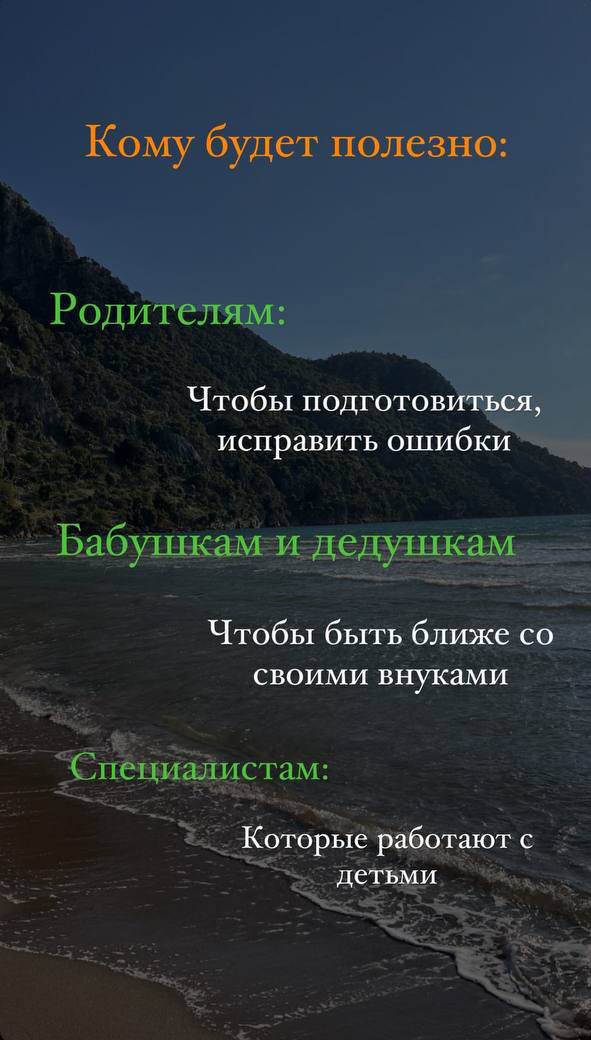 Кому будет полезно:
Родителям:
Чтобы подготовиться,
исправить ошибки
Бабушкам и дедушкам
Чтобы быть ближе со
своими внуками
Специалистам:
Которые работают с
детьми